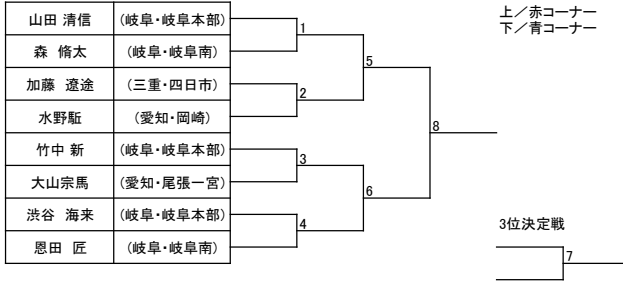 山田 清信 (岐阜・岐阜本部)
森 脩太 (岐阜・岐阜南)
加藤 遼途 (三重・四日市)
水野駈 (愛知・岡崎)
竹中 新 (岐阜・岐阜本部)
大山宗馬 (愛知・尾張一宮)
渋谷 海来 (岐阜・岐阜本部)
恩田 匠 (岐阜・岐阜南)
1
2
3
4
5
6
8
上／赤コーナー
下／青コーナー
3位決定戦
7